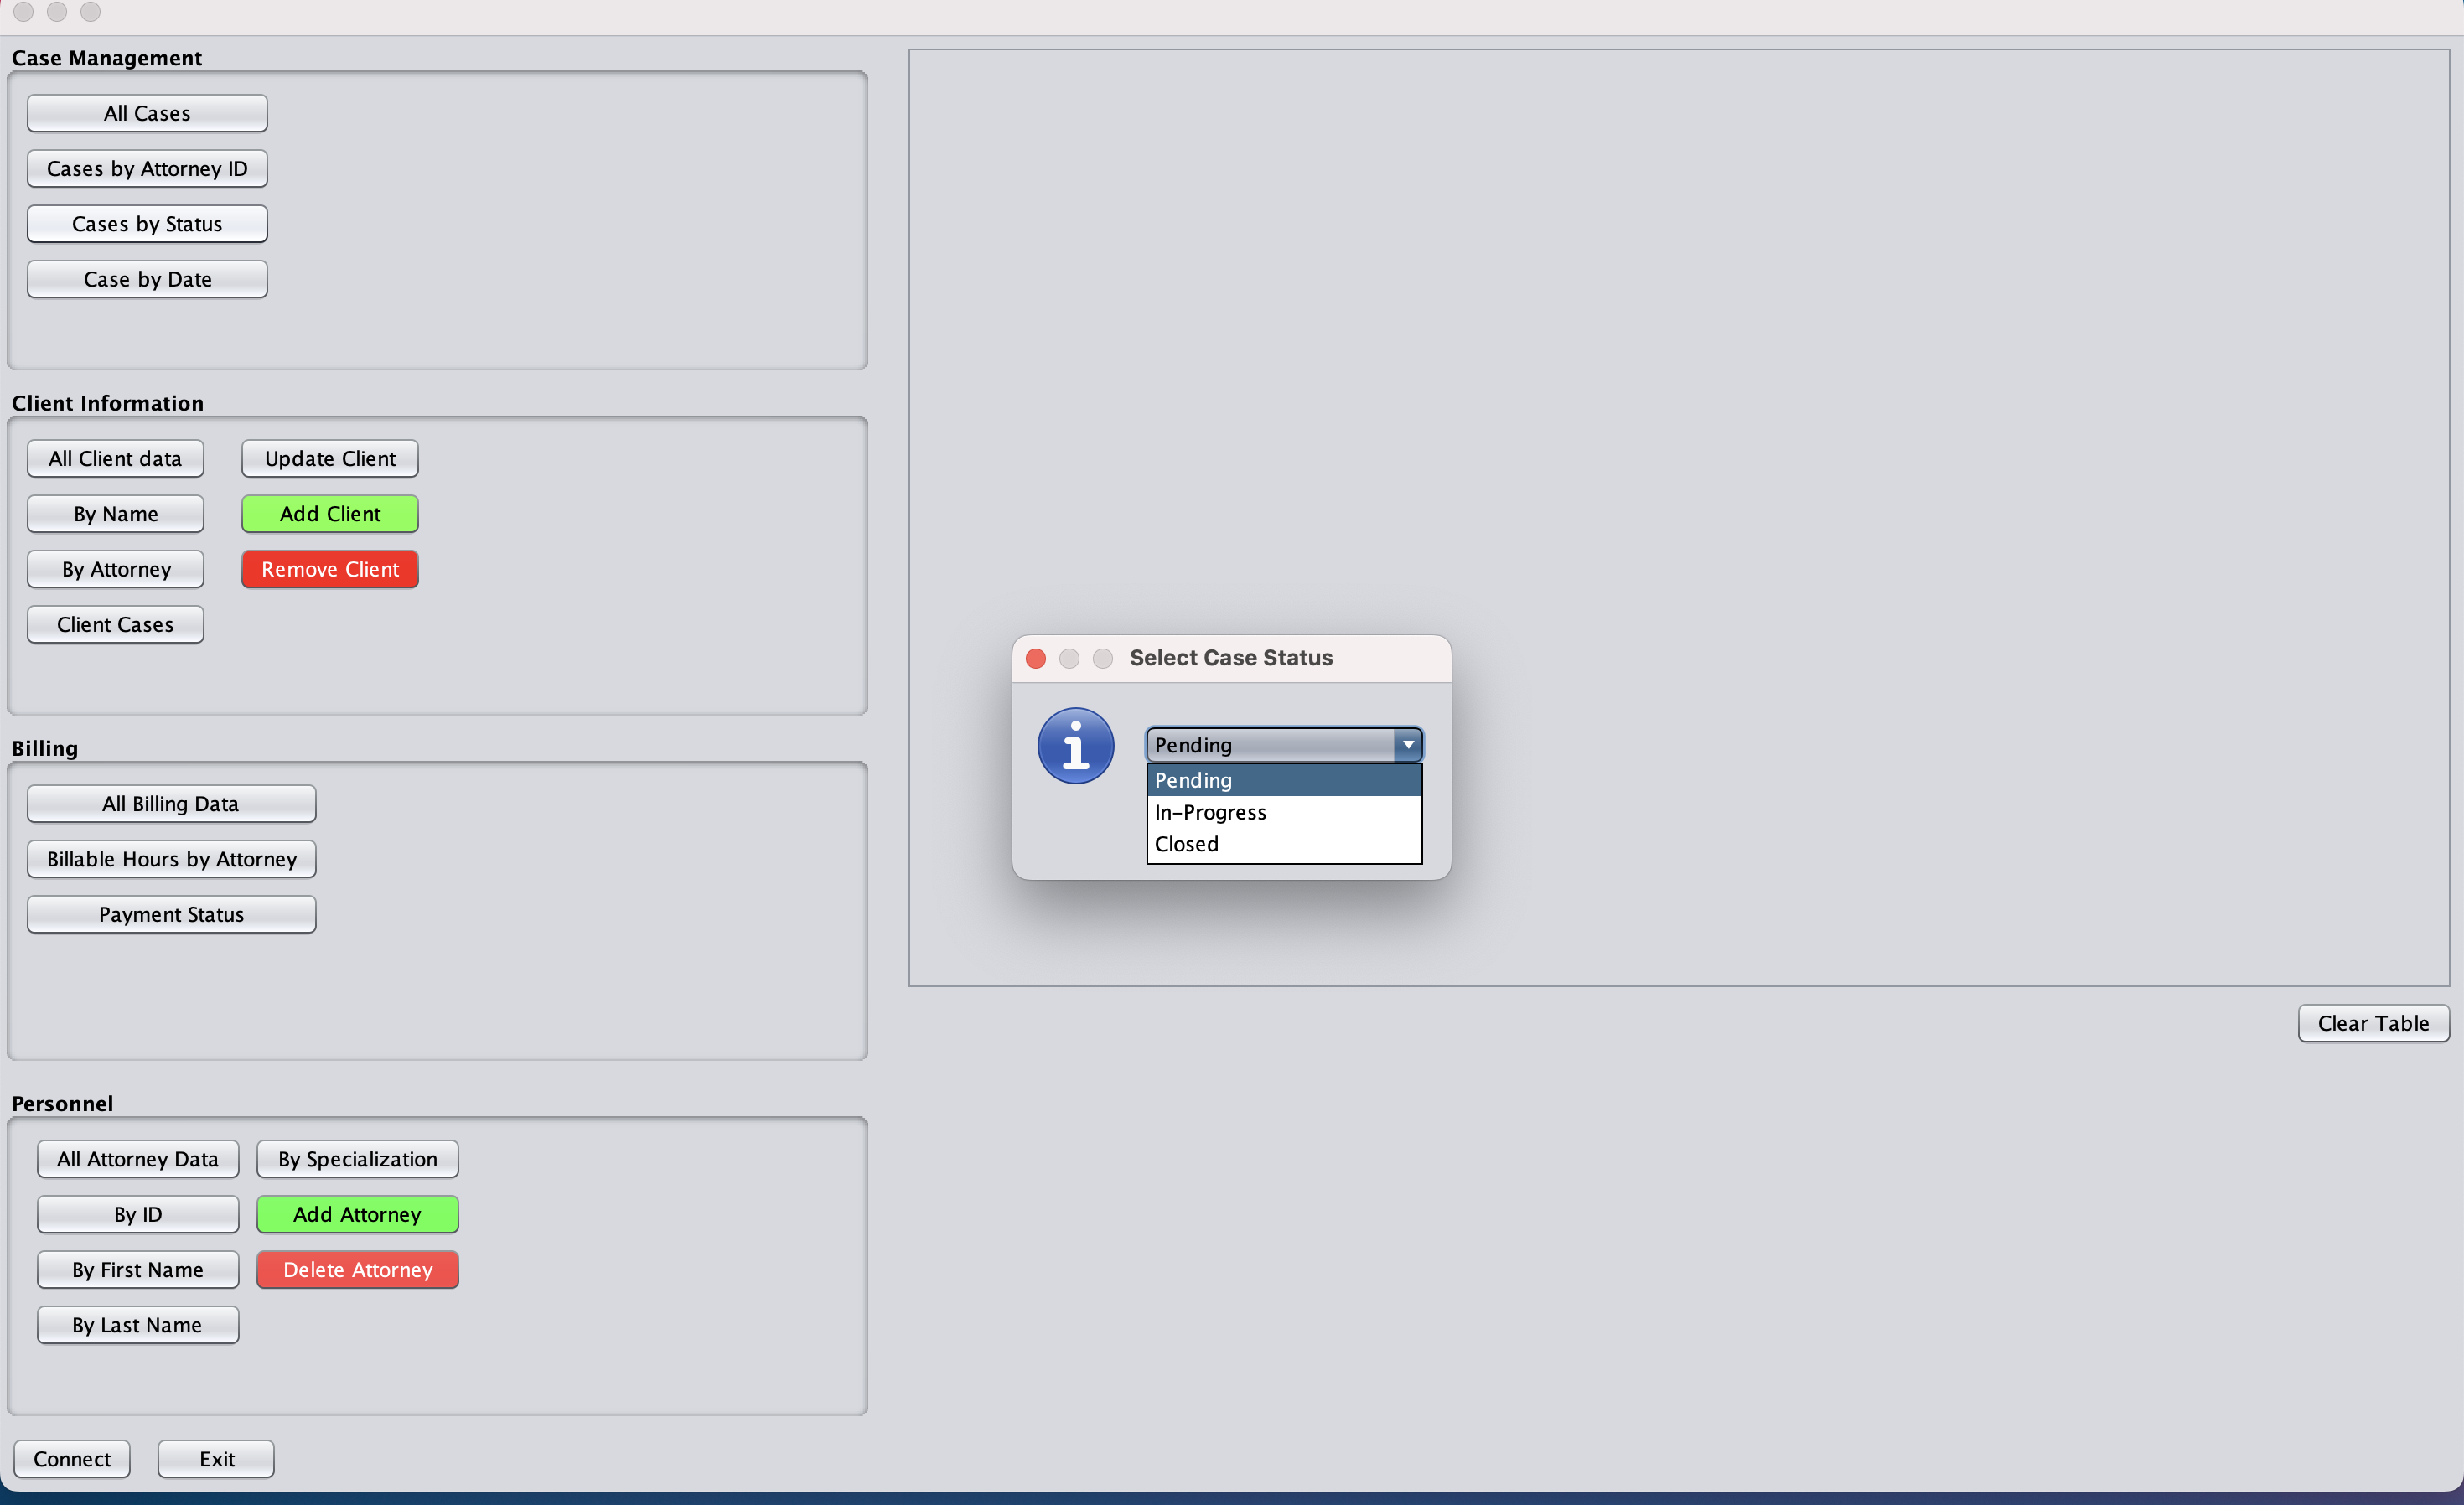 Case Management
All Cases
Cases by Attorney ID
Cases by Status
Case by Date
Client Information
All Client data
Update Client
By Name
Add Client
By Attorney
Remove Client
Client Cases
Billing
All Billing Data
Billable Hours by Attorney
Payment Status
Personnel
All Attorney Data
By Specialization
By ID
Add Attorney
By First Name
Delete Attorney
By Last Name
Connect
Exit
Select Case Status
Pending
Pending
In-Progress
Closed
Clear Table